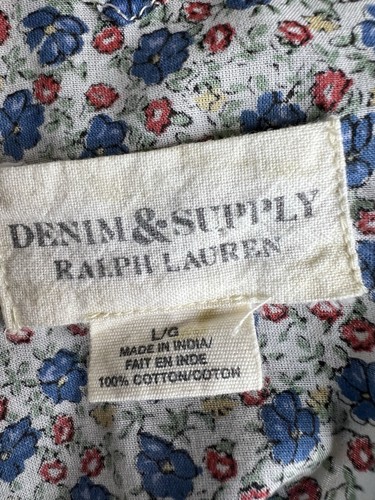 DENIM & SUPPLY
RALPH LAUREN
L/G
MADE IN INDIA/
FAIT EN INDE
100% COTTON/COTON